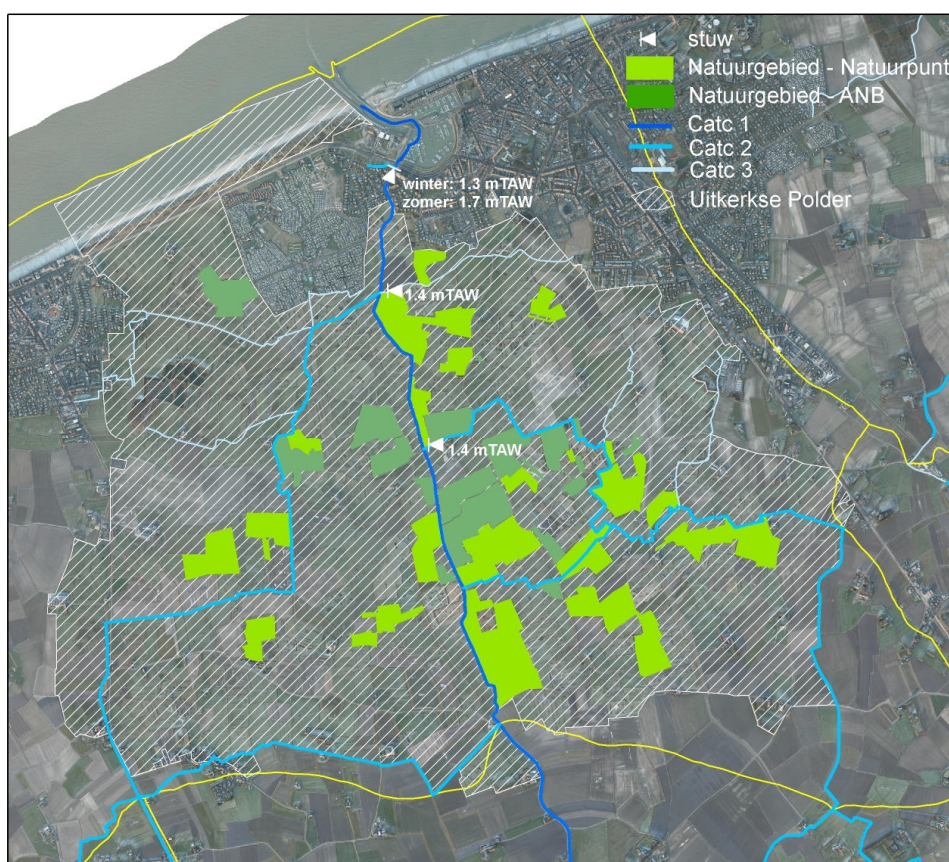 stuw
Natuurgebied - Natuurpunt
Natuurgebied - ANB
Catc 1
Catc 2
Catc 3
Uitkerkse Polder
winter: 1.3 mTAW
zomer: 1.7 mTAW
1.4 mTAW
1.4 mTAW